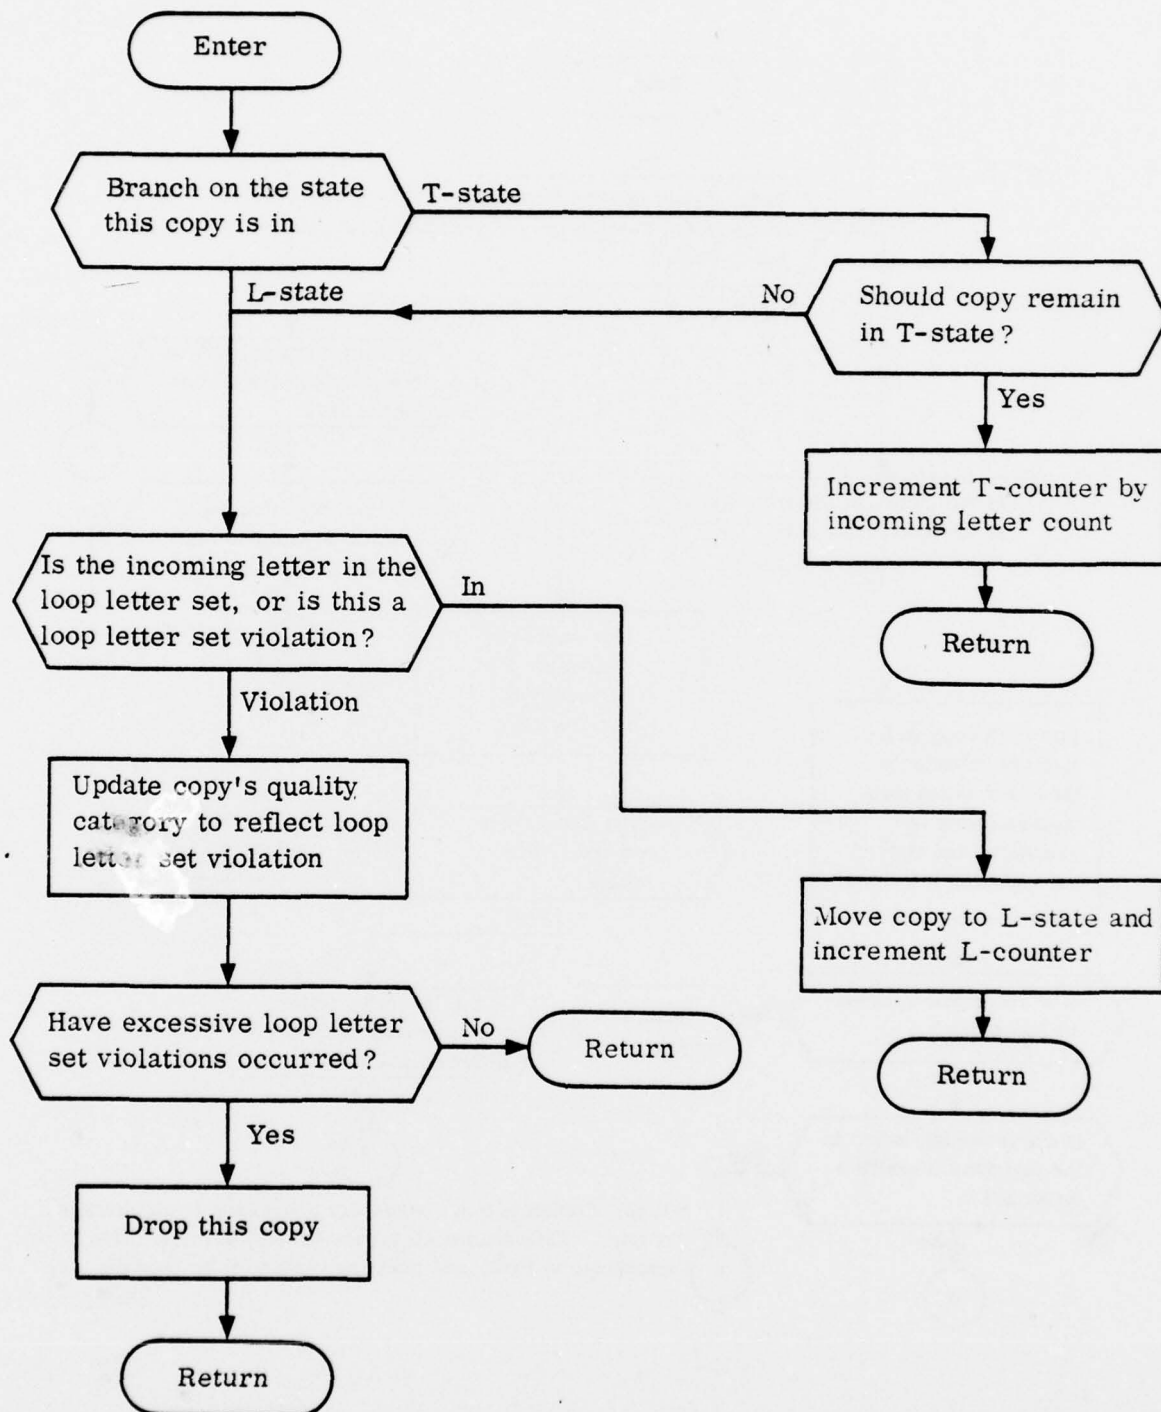 Enter
Branch on the state
this copy is in
T-state
L-state
No
Should copy remain
in T-state?
Yes
Increment T-counter by
incoming letter count
Return
Is the incoming letter in the
loop letter set, or is this a
loop letter set violation?
In
Violation
Update copy's quality
category to reflect loop
letter set violation
Move copy to L-state and
increment L-counter
Return
Have excessive loop letter
set violations occurred?
No
Return
Yes
Drop this copy
Return